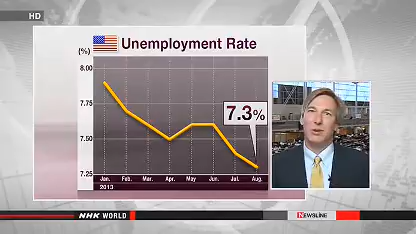 HD
Unemployment Rate
(%)
8.00
7.75
7.50
7.25
7.3%
Jan. Feb. Mar. Apr. May Jun. Jul. Aug.
2013
NHK WORLD
NEWSLINE